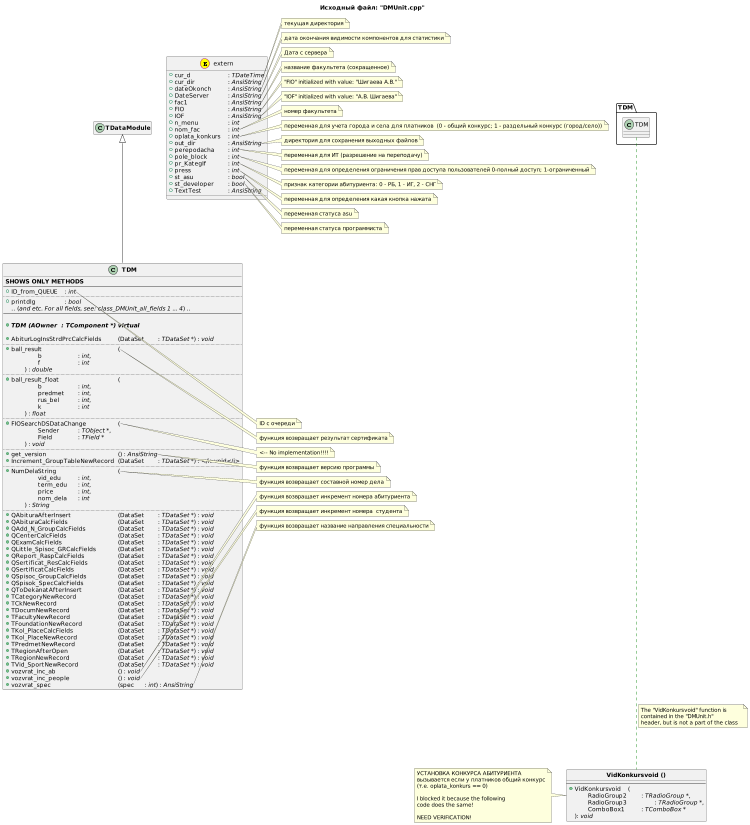 Исходный файл: "DMUnit.cpp"
extern
cur_d : TDateTime
cur_dir : AnsiString
dateOkonch : AnsiString
DateServer : AnsiString
fac1 : AnsiString
FIO : AnsiString
IOF : AnsiString
n_menu : int
nom_fac : int
oplata_konkurs : int
out_dir : AnsiString
perepodacha : int
pole_block : int
pr_Kategif : int
press : int
st_asu : bool
st_developer : bool
TextTest : AnsiString
текущая директория
дата окончания видимости компонентов для статистики
Дата с сервера
название факультета (сокращенное)
"FIO" initialized with value: "Шигаева А.В."
"IOF" initialized with value: "А.В. Шигаева"
номер факультета
переменная для учета города и села для платников (0 - общий конкурс; 1 - раздельный конкурс (город/село))
директория для сохранения выходных файлов
переменная для ИТ (разрешение на переподачу)
переменная для определения ограничения прав доступа пользователей 0-полный доступ; 1-ограниченный
признак категории абитуриента: 0 - РБ, 1 - ИГ, 2 - СНГ
переменная для определения какая кнопка нажата
переменная статуса asu
переменная статуса программиста
TDM
C TDM
C TDataModule
C TDM
SHOWS ONLY METHODS
ID_from_QUEUE : int
printdlg : bool
.. (and etc. For all fields, see: class_DMUnit_all_fields 1 ... 4) ..
TDM (AOwner : TComponent *) virtual
AbiturLogInsStrdPrcCalcFields (DataSet : TDataSet *) : void
ball_result (
b : int,
f : int
) : double
ball_result_float (
b : int,
predmet : int,
rus_bel : int,
k : int
) : float
FIOSearchDSDataChange (
Sender : TObject *,
Field : TField *
) : void
get_version () : AnsiString
Increment_GroupTableNewRecord (DataSet : TDataSet *) :
NumDelaString (
vid_edu : int,
term_edu : int,
price : int,
nom_dela : int
) : String
QAbituraAfterInsert (DataSet : TDataSet *) : void
QAbituraCalcFields (DataSet : TDataSet *) : void
QAdd_N_GroupCalcFields (DataSet : TDataSet *) : void
QCenterCalcFields (DataSet : TDataSet *) : void
QExamCalcFields (DataSet : TDataSet *) : void
QLittle_Spisoc_GRCalcFields (DataSet : TDataSet *) : void
QReport_RaspCalcFields (DataSet : TDataSet *) : void
QSertificat_ResCalcFields (DataSet : TDataSet *) : void
QSertificatCalcFields (DataSet : TDataSet *) : void
QSpisoc_GroupCalcFields (DataSet : TDataSet *) : void
QSpisok_SpecCalcFields (DataSet : TDataSet *) : void
QToDekanatAfterInsert (DataSet : TDataSet *) : void
TCategoryNewRecord (DataSet : TDataSet *) : void
TCkNewRecord (DataSet : TDataSet *) : void
TDocumNewRecord (DataSet : TDataSet *) : void
TFacultyNewRecord (DataSet : TDataSet *) : void
TFoundationNewRecord (DataSet : TDataSet *) : void
TKol_PlaceCalcFields (DataSet : TDataSet *) : void
TKol_PlaceNewRecord (DataSet : TDataSet *) : void
TPredmetNewRecord (DataSet : TDataSet *) : void
TRegionAfterOpen (DataSet : TDataSet *) : void
TRegionNewRecord (DataSet : TDataSet *) : void
TVid_SportNewRecord (DataSet : TDataSet *) : void
vozvrat_inc_ab () : void
vozvrat_inc_people () : void
vozvrat_spec (spec : int) : AnsiString
ID с очереди
функция возвращает результат сертификата
<-- No implementation!!!!
функция возвращает версию программы
функция возвращает составной номер дела
функция возвращает инкремент номера абитуриента
функция возвращает инкремент номера студента
функция возвращает название направления специальности
The "VidKonkursvoid" function is
contained in the "DMUnit.h"
header, but is not a part of the class
УСТАНОВКА КОНКУРСА АБИТУРИЕНТА
вызывается если у платников общий конкурс
(т.е. oplata_konkurs == 0)
I blocked it because the following
code does the same!
NEED VERIFICATION!
VidKonkursvoid ()
VidKonkursvoid (
RadioGroup2 : TRadioGroup *,
RadioGroup3 : TRadioGroup *,
ComboBox1 : TComboBox *
): void